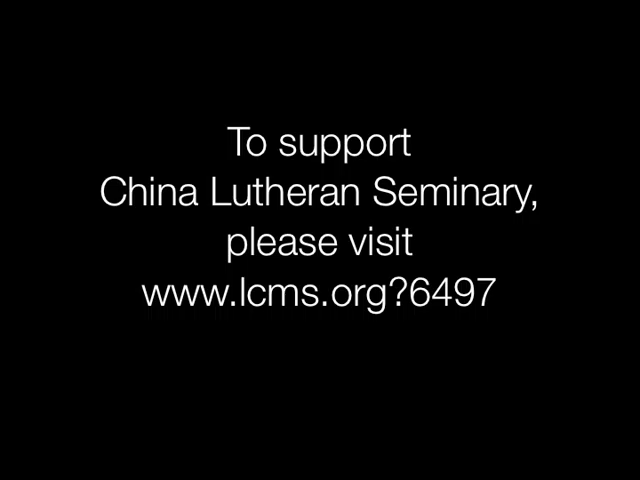 To support
China Lutheran Seminary,
please visit
www.lcms.org?6497